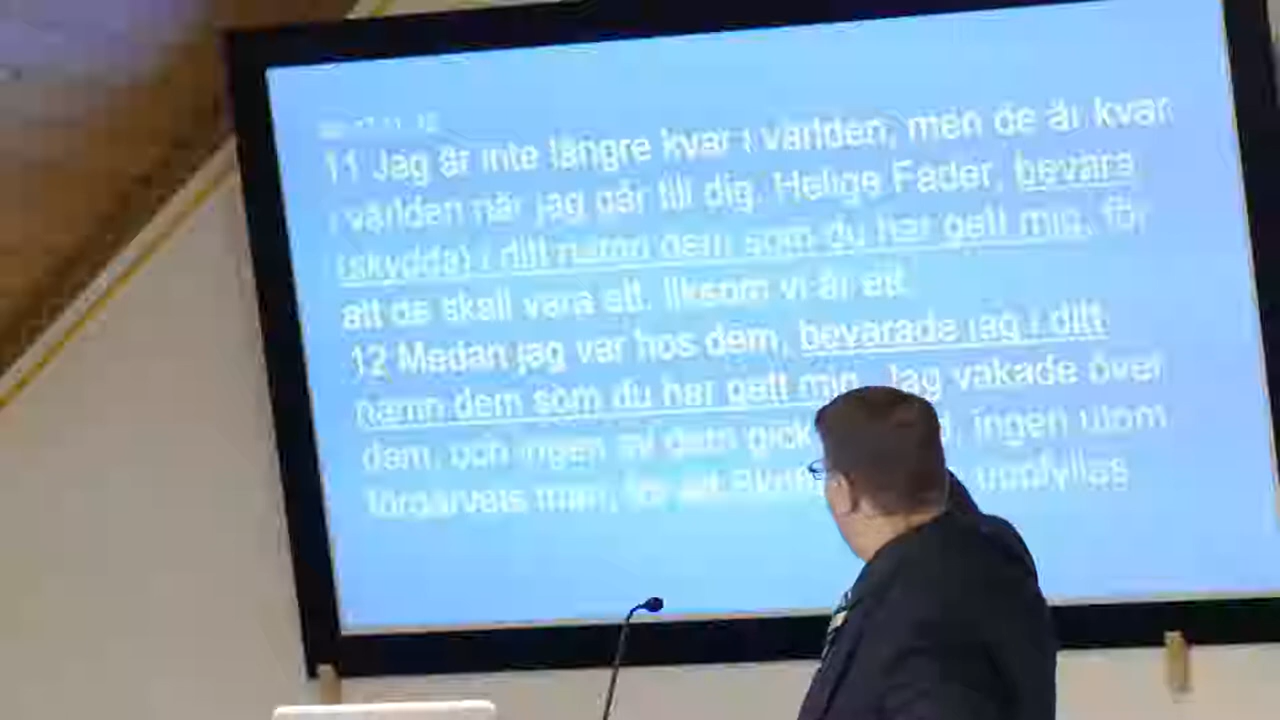 11 Jag är inte längre kvar i världen, men de är kvar
i världen när jag går till dig. Helige Fader, bevara
(skydda) i ditt namn dem som du har gett mig, för
att de skall vara ett, liksom vi är ett.
12 Medan jag var hos dem, bevarade jag i ditt
namn dem som du har gett mig. Jag vakade över
dem, och ingen av dem gick ingen utom
fördärvets man, för att uppfyllas